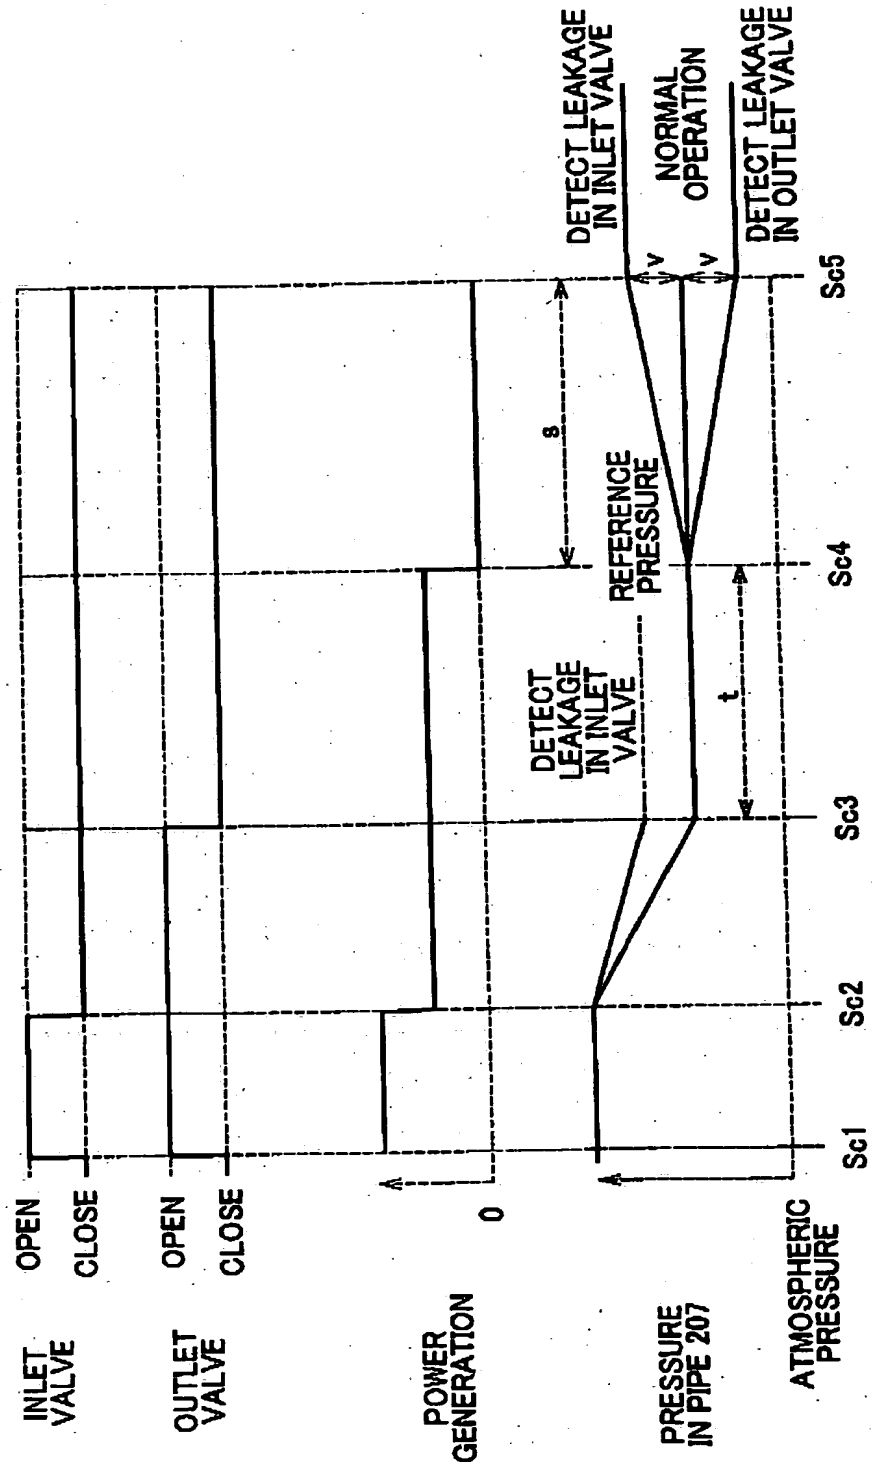 INLET
VALVE
OPEN
CLOSE
OUTLET
VALVE
OPEN
CLOSE
POWER
GENERATION
0
PRESSURE
IN PIPE 207
ATMOSPHERIC
PRESSURE
DETECT
LEAKAGE
IN INLET
VALVE
REFERENCE
PRESSURE
t
s
v
v
DETECT LEAKAGE
IN INLET VALVE
NORMAL
OPERATION
DETECT LEAKAGE
IN OUTLET VALVE
Sc1
Sc2
Sc3
Sc4
Sc5